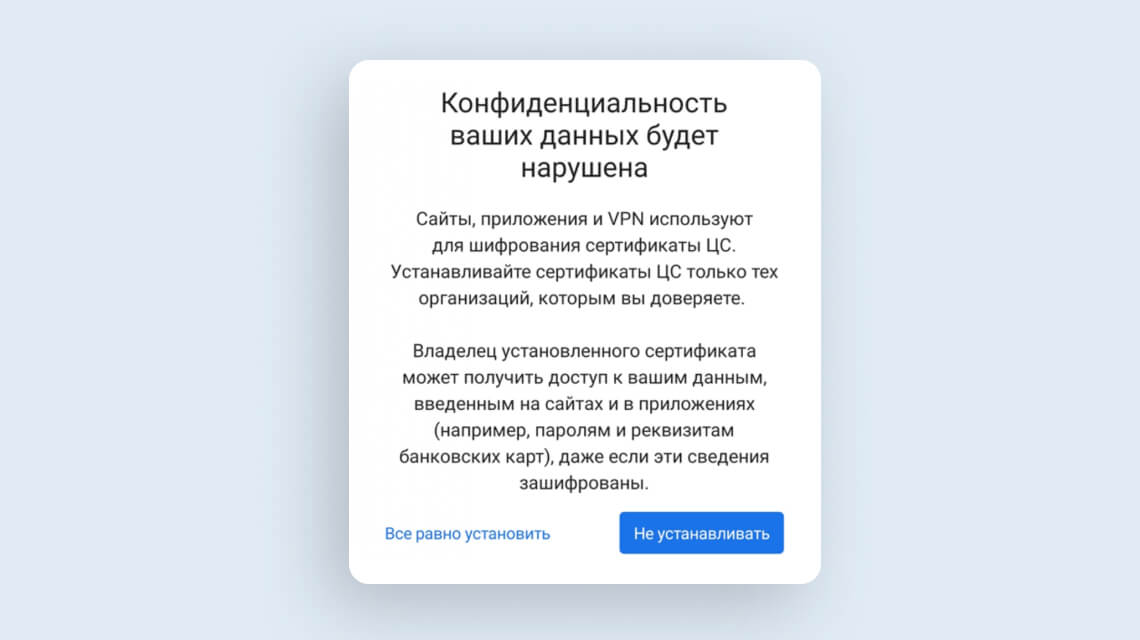 Конфиденциальность
ваших данных будет
нарушена
Сайты, приложения и VPN используют
для шифрования сертификаты ЦС.
Устанавливайте сертификаты ЦС только тех
организаций, которым вы доверяете.
Владелец установленного сертификата
может получить доступ к вашим данным,
введенным на сайтах и в приложениях
(например, паролям и реквизитам
банковских карт), даже если эти сведения
зашифрованы.
Все равно установить
Не устанавливать